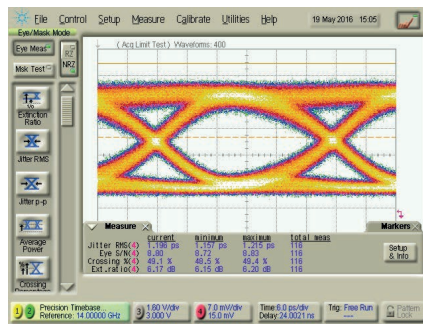 File Control Setup Measure Calibrate Utilities Help 19 May 2016 15:05
Eye/Mask Mode
Eye Meas
RZ
NRZ
Msk Test
( Acq Limit Test ) Waveforms: 400
Extinction
Ratio
Jitter RMS
Jitter p-p
Average
Power
Crossing
Measure
Markers
current minimum maximum total meas
Jitter RMS(4) 1.196 ps 1.157 ps 1.215 ps 116
Eye S/N(4) 8.80 8.72 8.83 116
Crossing %(4) 49.1 % 48.5 % 49.4 % 116
Ext.ratio(4) 6.17 dB 6.15 dB 6.20 dB 116
Setup
& Info
1 2 Precision Timebase...
Reference: 14.00000 GHz
3 1.60 V/div
3.000 V
4 7.0 mV/div
15.0 mV
Time:6.0 ps/div
Delay:24.0021 ns
Trig: Free Run
---
Pattern
Lock